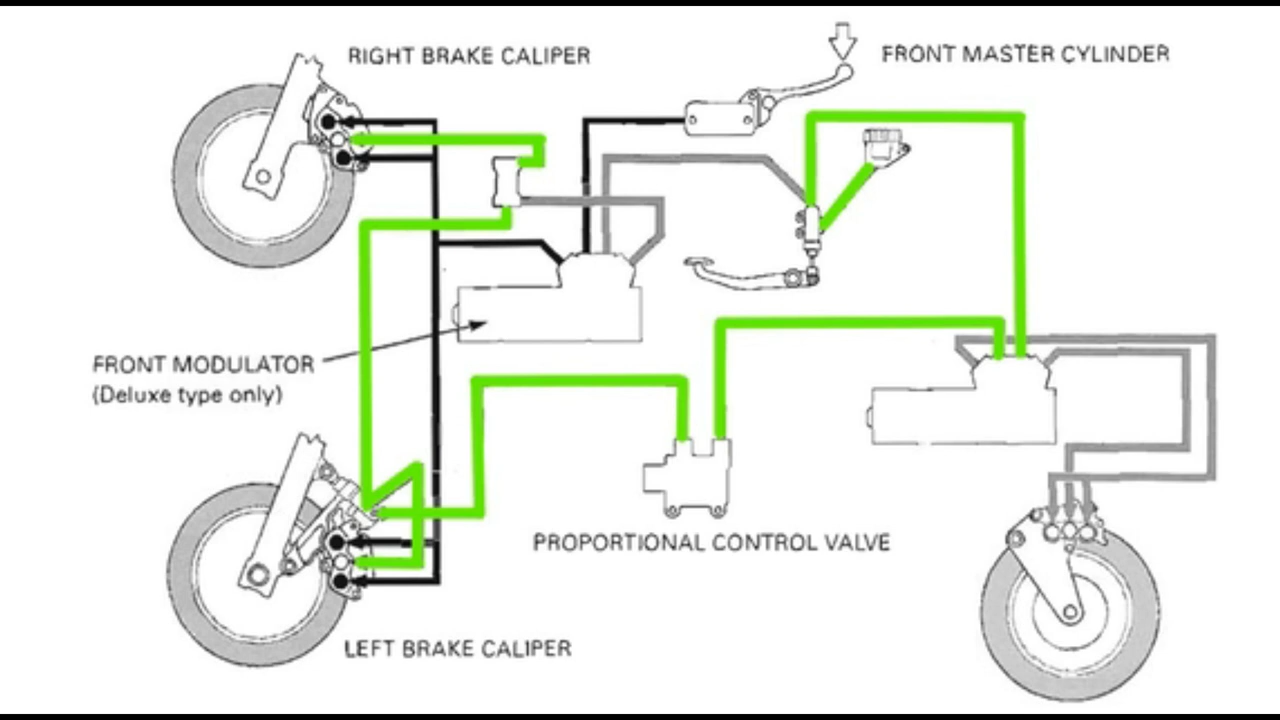 RIGHT BRAKE CALIPER
FRONT MASTER CYLINDER
FRONT MODULATOR
(Deluxe type only)
PROPORTIONAL CONTROL VALVE
LEFT BRAKE CALIPER